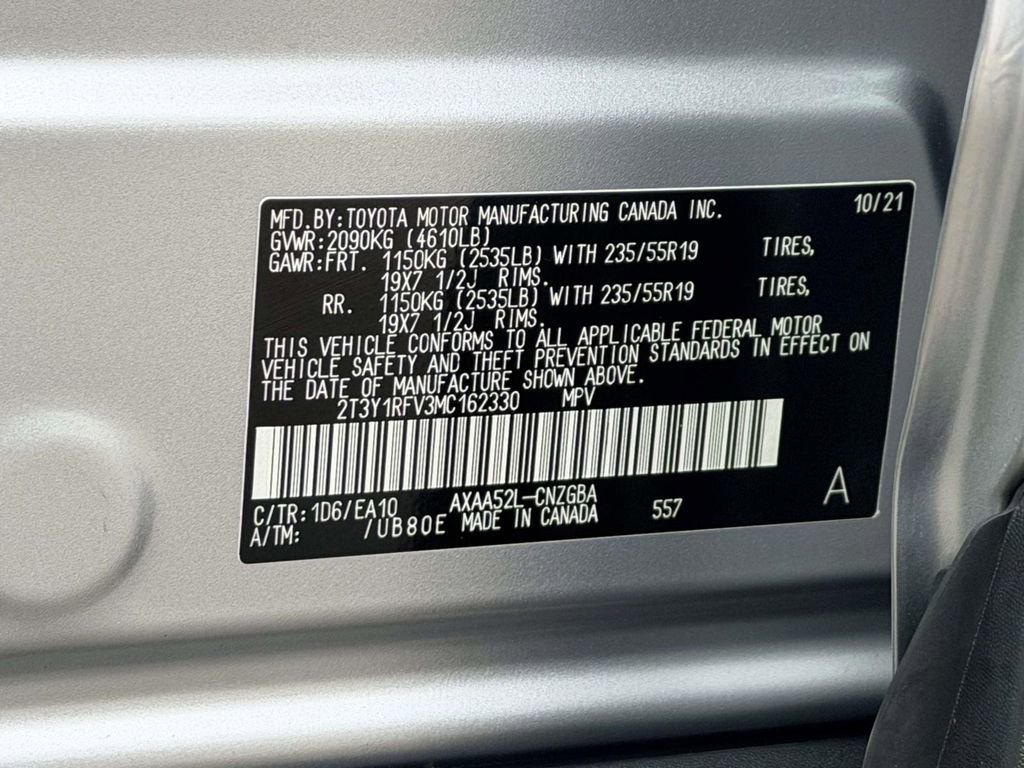 MFD.BY:TOYOTA MOTOR MANUFACTURING CANADA INC. 10/21
GVWR:2090KG (4610LB)
GAWR:FRT. 1150KG (2535LB) WITH 235/55R19 TIRES,
19X7 1/2J RIMS.
RR. 1150KG (2535LB) WITH 235/55R19 TIRES,
19X7 1/2J RIMS.
THIS VEHICLE CONFORMS TO ALL APPLICABLE FEDERAL MOTOR
VEHICLE SAFETY AND THEFT PREVENTION STANDARDS IN EFFECT ON
THE DATE OF MANUFACTURE SHOWN ABOVE.
2T3Y1RFV3MC162330 MPV
C/TR:1D6/EA10 AXAA52L-CNZGBA 557 A
A/TM: /UB80E MADE IN CANADA